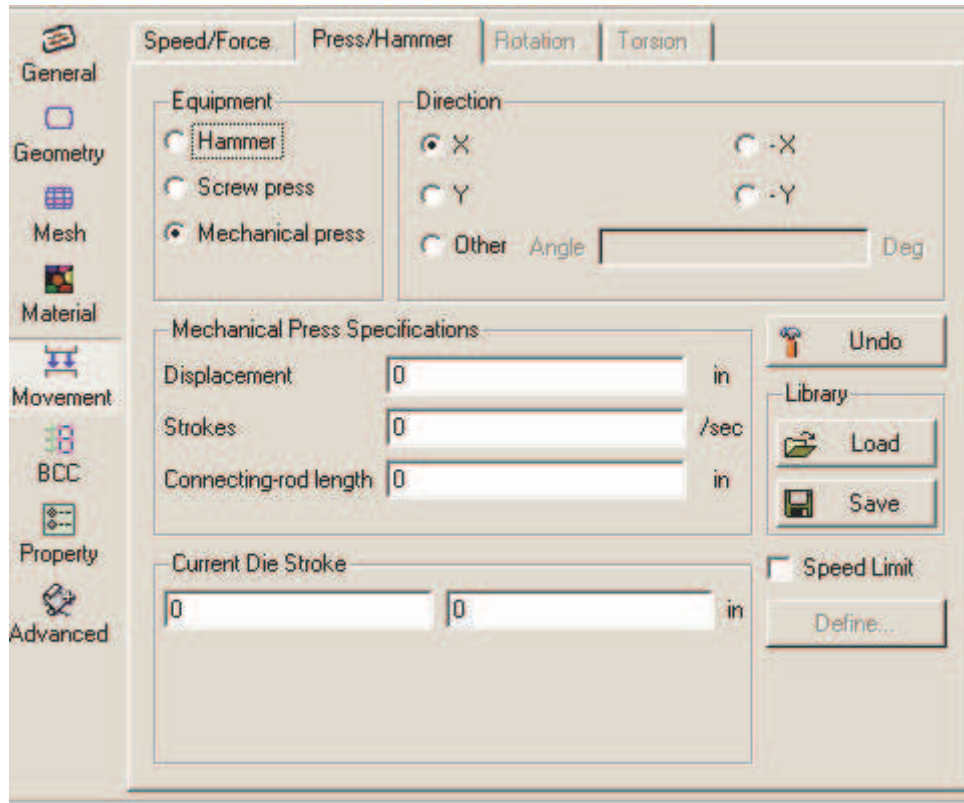 General
Geometry
Mesh
Material
Movement
BCC
Property
Advanced
Speed/Force Press/Hammer Rotation Torsion
Equipment
Hammer
Screw press
Mechanical press
Direction
X -X
Y -Y
Other Angle Deg
Mechanical Press Specifications
Displacement 0 in
Strokes 0 /sec
Connecting-rod length 0 in
Undo
Library
Load
Save
Current Die Stroke
0 0 in
Speed Limit
Define...